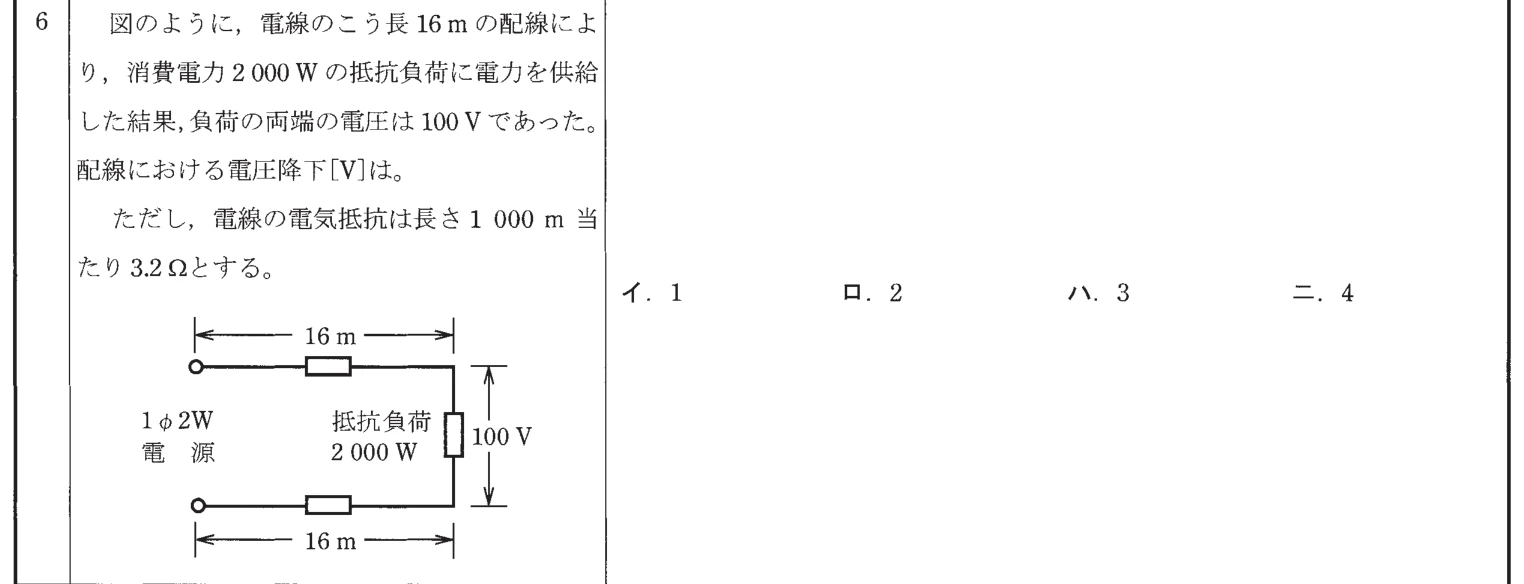 6
図のように，電線のこう長 16 m の配線によ
り，消費電力 2 000 W の抵抗負荷に電力を供給
した結果，負荷の両端の電圧は 100 V であった。
配線における電圧降下[V]は。
ただし，電線の電気抵抗は長さ 1 000 m 当
たり 3.2 Ωとする。
イ．1 ロ．2 ハ．3 ニ．4
16 m
1φ2W
電 源
抵抗負荷
2 000 W
100 V
16 m